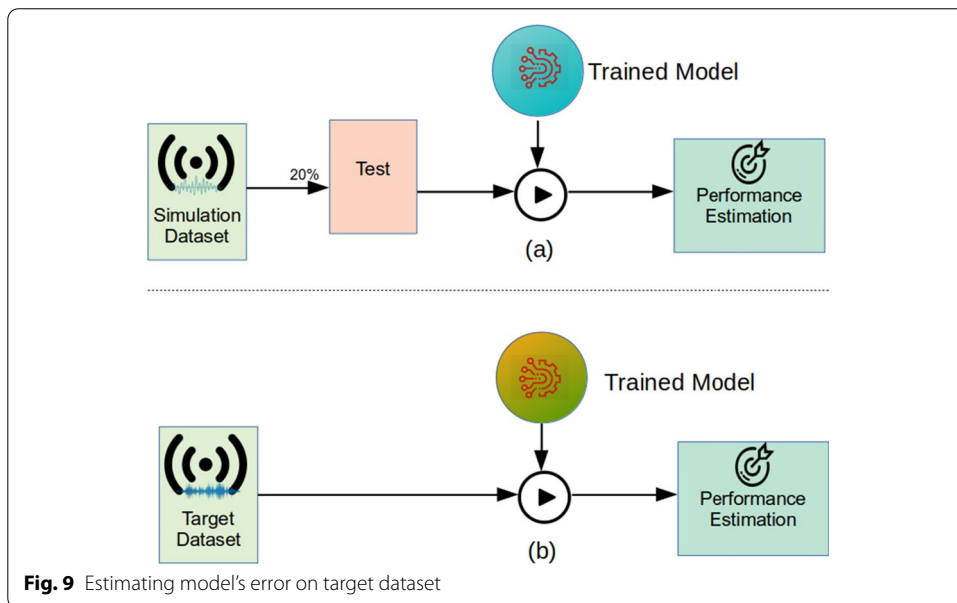 Trained Model
Simulation
Dataset
20%
Test
Performance
Estimation
(a)
Trained Model
Target
Dataset
Performance
Estimation
(b)
Fig. 9 Estimating model's error on target dataset